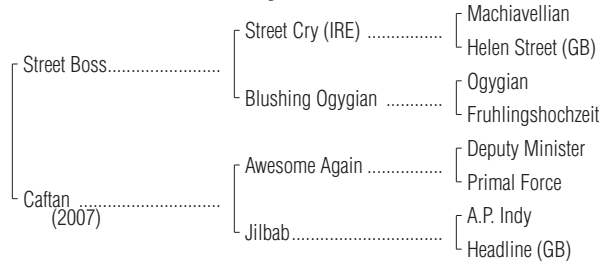 Machiavellian
Street Cry (IRE) ................
Helen Street (GB)
Street Boss........................
Ogygian
Blushing Ogygian ............
Fruhlingshochzeit
Deputy Minister
Awesome Again ................
Primal Force
Caftan ..............................
(2007)
A.P. Indy
Jilbab................................
Headline (GB)